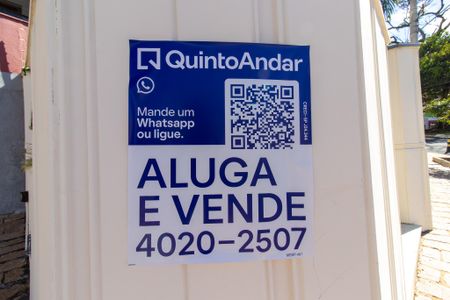 QuintoAndar
Mande um
Whatsapp
ou ligue.
ALUGA
E VENDE
4020-2507